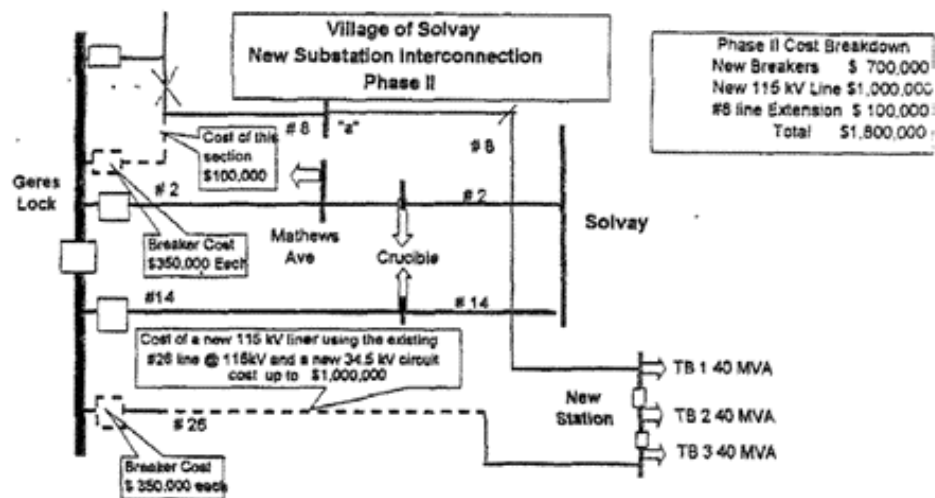 Village of Solvay
New Substation Interconnection
Phase II
Phase II Cost Breakdown
New Breakers $ 700,000
New 115 kV Line $1,000,000
#8 line Extension $ 100,000
Total $1,800,000
# 8
"a"
# 8
Cost of this
section
$100,000
Geres
Lock
# 2
# 2
Solvay
Breaker Cost
$350,000 Each
Mathews
Ave
Crucible
#14
# 14
Cost of a new 115 kV liner using the existing
#26 line @ 115kV and a new 34.5 kV circuit
cost up to $1,000,000
New
Station
TB 1 40 MVA
TB 2 40 MVA
TB 3 40 MVA
# 26
Breaker Cost
$ 350,000 each